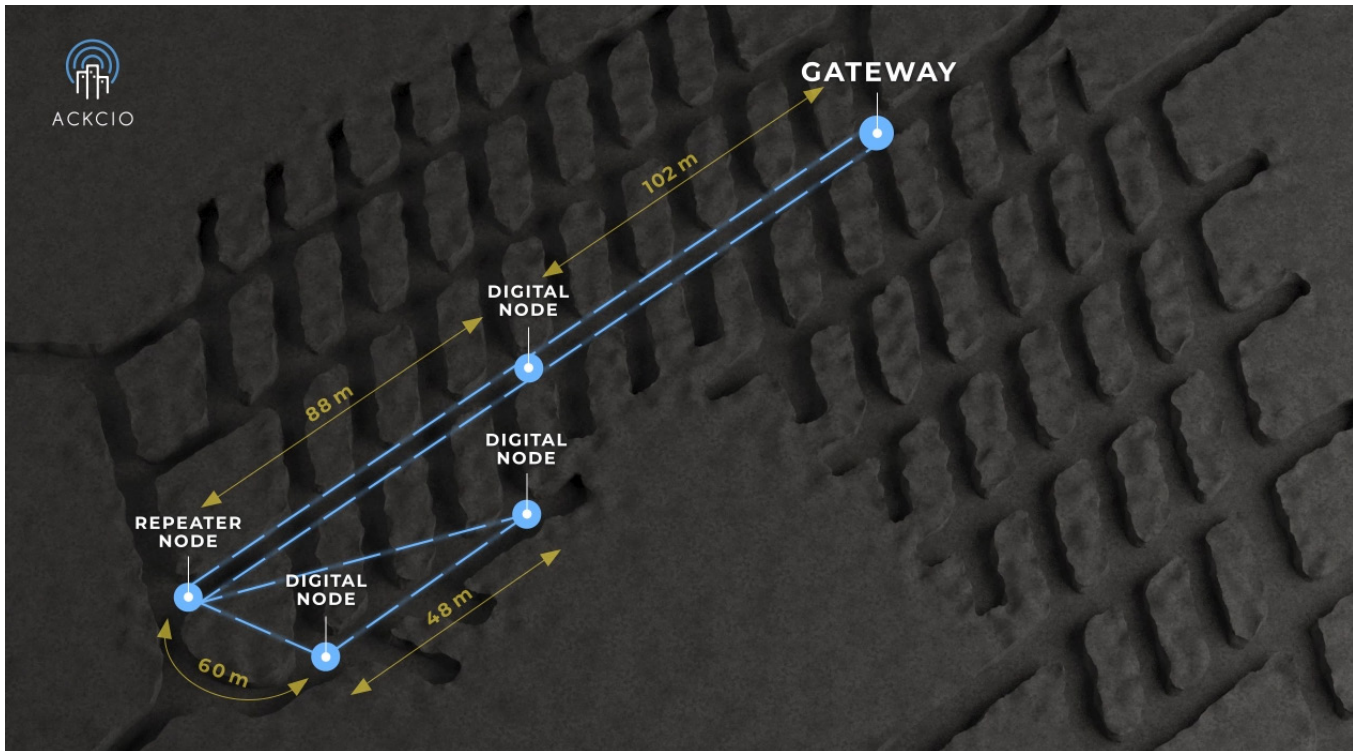 ACKCIO
GATEWAY
102 m
DIGITAL
NODE
88 m
DIGITAL
NODE
REPEATER
NODE
DIGITAL
NODE
48 m
60 m